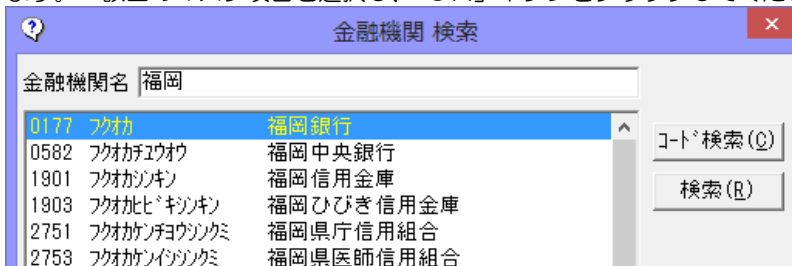 金融機関 検索
金融機関名 福岡
0177 フクオカ 福岡銀行
コード検索(C)
0582 フクオカチユウオウ 福岡中央銀行
1901 フクオカシンキン 福岡信用金庫
検索(R)
1903 フクオカヒビキシンキン 福岡ひびき信用金庫
2751 フクオカケンチヨウシンクミ 福岡県庁信用組合
2753 フクオカケンイシシンクミ 福岡県医師信用組合